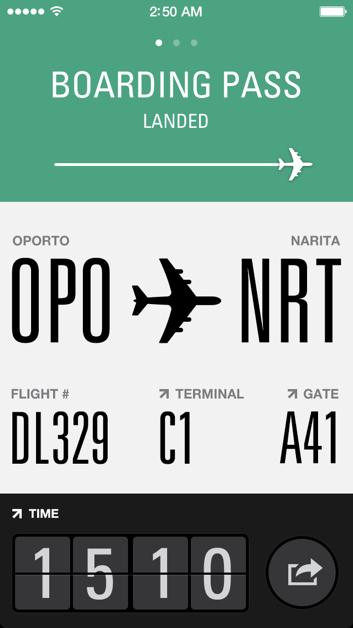 2:50 AM
BOARDING PASS
LANDED
OPORTO NARITA
OPO NRT
FLIGHT # TERMINAL GATE
DL329 C1 A41
TIME
1510